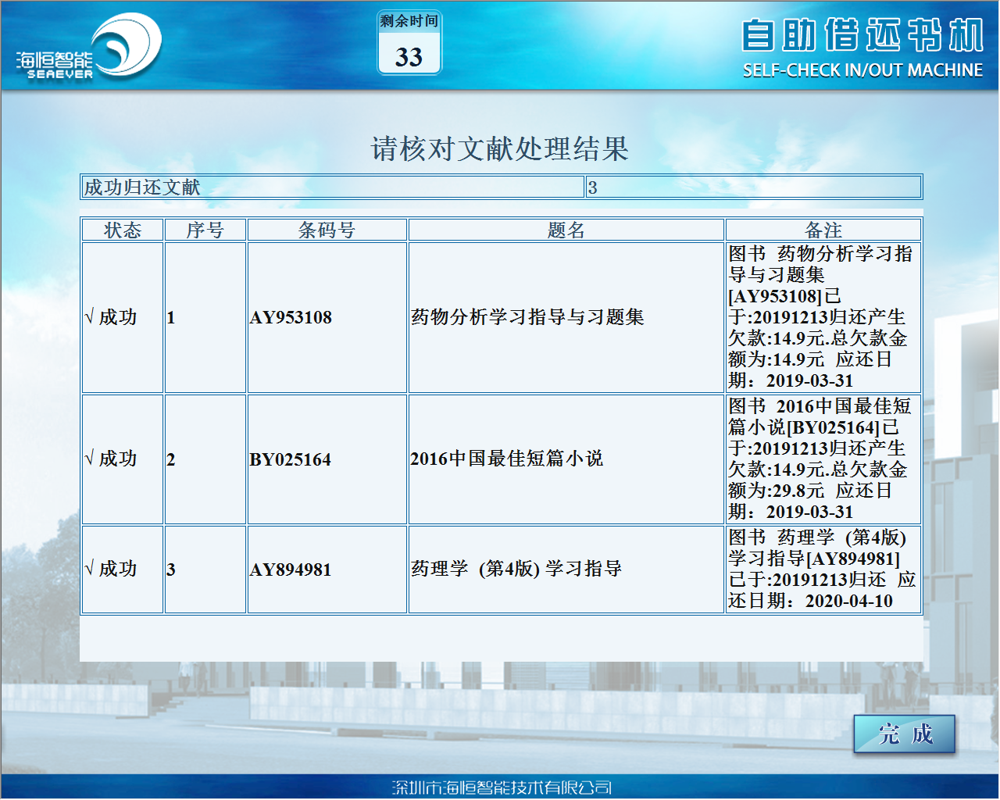 海恒智能
SEAEVER
剩余时间
33
自助借还书机
SELF-CHECK IN/OUT MACHINE
请核对文献处理结果
成功归还文献 3
状态 序号 条码号 题名 备注
√ 成功 1 AY953108 药物分析学习指导与习题集
图书 药物分析学习指
导与习题集
[AY953108]已
于:20191213归还产生
欠款:14.9元.总欠款金
额为:14.9元 应还日
期：2019-03-31
√ 成功 2 BY025164 2016中国最佳短篇小说
图书 2016中国最佳短
篇小说[BY025164]已
于:20191213归还产生
欠款:14.9元.总欠款金
额为:29.8元 应还日
期：2019-03-31
√ 成功 3 AY894981 药理学 (第4版) 学习指导
图书 药理学 (第4版)
学习指导[AY894981]
已于:20191213归还 应
还日期：2020-04-10
完 成
深圳市海恒智能技术有限公司